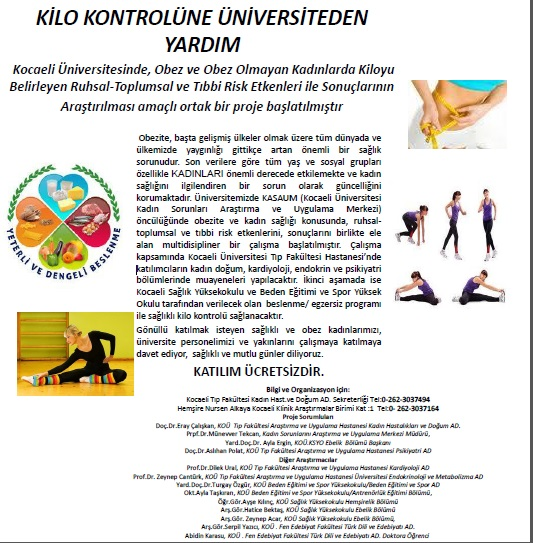 KİLO KONTROLÜNE ÜNİVERSİTEDEN
YARDIM
Kocaeli Üniversitesinde, Obez ve Obez Olmayan Kadınlarda Kiloyu
Belirleyen Ruhsal-Toplumsal ve Tıbbi Risk Etkenleri ile Sonuçlarının
Araştırılması amaçlı ortak bir proje başlatılmıştır
YETERLİ VE DENGELİ BESLENME
Obezite, başta gelişmiş ülkeler olmak üzere tüm dünyada ve
ülkemizde yaygınlığı gittikçe artan önemli bir sağlık
sorunudur. Son verilere göre tüm yaş ve sosyal grupları
özellikle KADINLARI önemli derecede etkilemekte ve kadın
sağlığını ilgilendiren bir sorun olarak güncelliğini
korumaktadır. Üniversitemizde KASAUM (Kocaeli Üniversitesi
Kadın Sorunları Araştırma ve Uygulama Merkezi)
öncülüğünde obezite ve kadın sağlığı konusunda, ruhsal-
toplumsal ve tıbbi risk etkenlerini, sonuçlarını birlikte ele
alan multidisipliner bir çalışma başlatılmıştır. Çalışma
kapsamında Kocaeli Üniversitesi Tıp Fakültesi Hastanesi'nde
katılımcıların kadın doğum, kardiyoloji, endokrin ve psikiyatri
bölümlerinde muayeneleri yapılacaktır. İkinci aşamada ise
Kocaeli Sağlık Yüksekokulu ve Beden Eğitimi ve Spor Yüksek
Okulu tarafından verilecek olan beslenme/ egzersiz programı
ile sağlıklı kilo kontrolü sağlanacaktır.
Gönüllü katılmak isteyen sağlıklı ve obez kadınlarımızı,
üniversite personelimizi ve yakınlarını çalışmaya katılmaya
davet ediyor, sağlıklı ve mutlu günler diliyoruz.
KATILIM ÜCRETSİZDİR.
Bilgi ve Organizasyon için:
Kocaeli Tıp Fakültesi Kadın Hast.ve Doğum AD. Sekreterliği Tel:0-262-3037494
Hemşire Nursen Alkaya Kocaeli Klinik Araştırmalar Birimi Kat :1 Tel:0- 262-3037164
Proje Sorumluları
Doç.Dr.Eray Çalışkan, KOÜ Tıp Fakültesi Araştırma ve Uygulama Hastanesi Kadın Hastalıkları ve Doğum AD.
Prpf.Dr.Münevver Tekcan, Kadın Sorunlarını Araştırma ve Uygulama Merkezi Müdürü,
Yard.Doç.Dr. Ayla Ergin, KOÜ.KSYO Ebelik Bölümü Başkanı
Doç.Dr.Aslıhan Polat, KOÜ Tıp Fakültesi Araştırma ve Uygulama Hastanesi Psikiyatri AD
Diğer Araştırmacılar
Prof.Dr.Dilek Ural, KOÜ Tıp Fakültesi Araştırma ve Uygulama Hastanesi Kardiyoloji AD
Prof.Dr. Zeynep Cantürk, KOÜ Tıp Fakültesi Araştırma ve Uygulama Hastanesi Üniversitesi Endokrinoloji ve Metabolizma AD
Yard.Doç.Dr.Turgay Özgür, KOÜ Beden Eğitimi ve Spor Yüksekokulu/Beden Eğitimi ve Spor AD
Okt.Ayla Taşkıran, KOÜ Beden Eğitimi ve Spor Yüksekokulu/Antrenörlük Eğitimi Bölümü,
Öğr.Gör.Ayşe Kılınç, KOÜ Sağlık Yüksekokulu Hemşirelik Bölümü
Arş.Gör.Hatice Bektaş, KOÜ Sağlık Yüksekokulu Ebelik Bölümü
Arş.Gör. Zeynep Acar, KOÜ Sağlık Yüksekokulu Ebelik Bölümü,
Arş.Gör.Serpil Yazıcı, KOÜ . Fen Edebiyat Fakültesi Türk Dili ve Edebiyatı AD.
Abidin Karasu, KOÜ . Fen Edebiyat Fakültesi Türk Dili ve Edebiyatı AD. Doktora Öğrenci